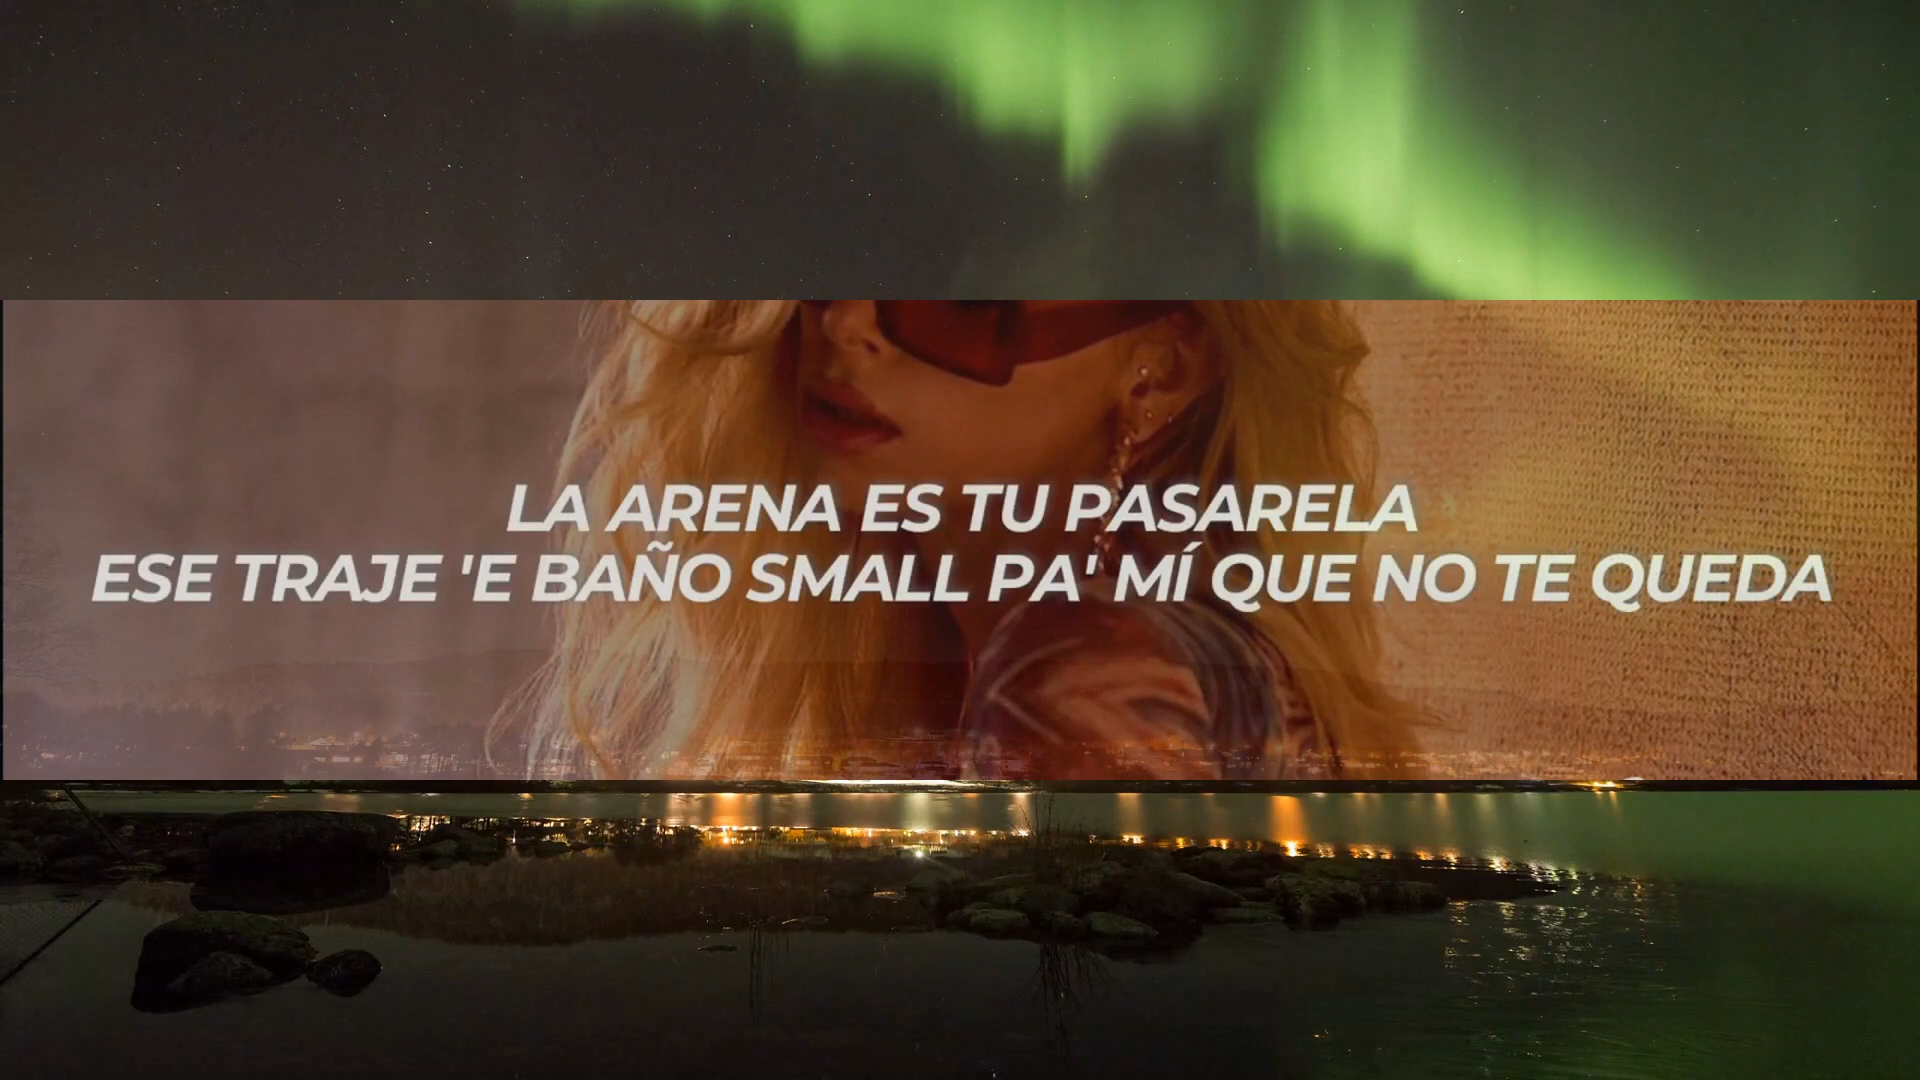 LA ARENA ES TU PASARELA
ESE TRAJE 'E BAÑO SMALL PA' MÍ QUE NO TE QUEDA